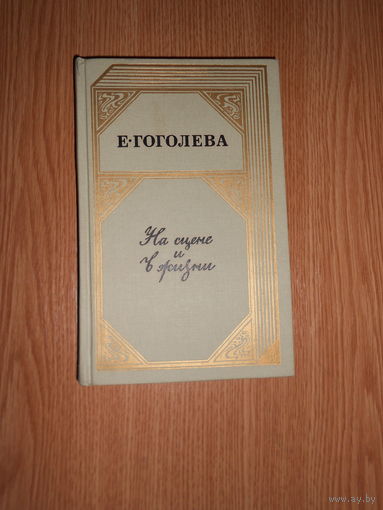 Е·ГОГОЛЕВА
На сцене
и
в жизни
www.ay.by